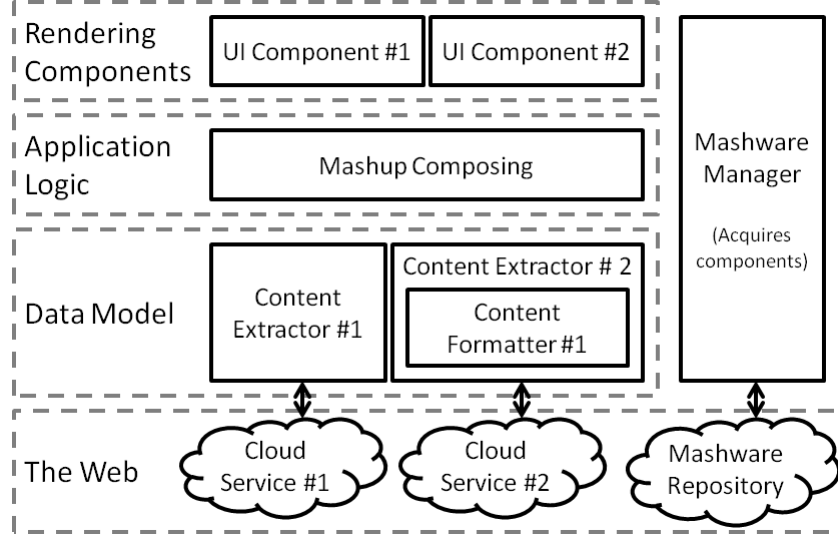 Rendering
Components
UI Component #1
UI Component #2
Application
Logic
Mashup Composing
Mashware
Manager
(Acquires
components)
Data Model
Content
Extractor #1
Content Extractor # 2
Content
Formatter #1
The Web
Cloud
Service #1
Cloud
Service #2
Mashware
Repository